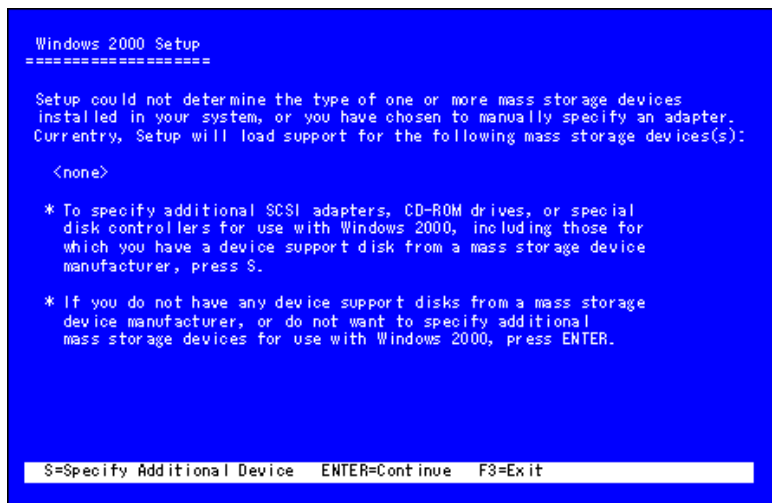 Windows 2000 Setup
====================
Setup could not determine the type of one or more mass storage devices
installed in your system, or you have chosen to manually specify an adapter.
Currentry, Setup will load support for the following mass storage devices(s):
<none>
* To specify additional SCSI adapters, CD-ROM drives, or special
disk controllers for use with Windows 2000, including those for
which you have a device support disk from a mass storage device
manufacturer, press S.
* If you do not have any device support disks from a mass storage
device manufacturer, or do not want to specify additional
mass storage devices for use with Windows 2000, press ENTER.
S=Specify Additional Device ENTER=Continue F3=Exit